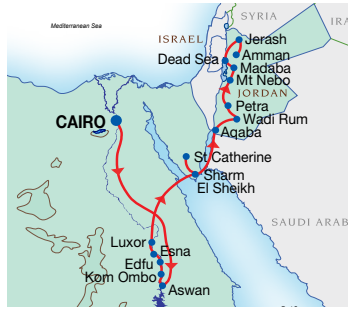 Mediterranean Sea
SYRIA
IRA
ISRAEL
Jerash
Amman
Dead Sea
Madaba
Mt Nebo
JORDAN
Petra
CAIRO
Wadi Rum
Aqaba
St Catherine
Sharm
El Sheikh
SAUDI ARAB
Luxor
Esna
Edfu
Kom Ombo
Aswan